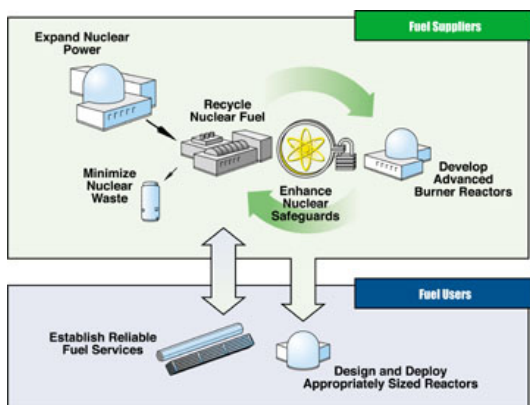 Fuel Suppliers
Expand Nuclear
Power
Recycle
Nuclear Fuel
Minimize
Nuclear
Waste
Enhance
Nuclear
Safeguards
Develop
Advanced
Burner Reactors
Fuel Users
Establish Reliable
Fuel Services
Design and Deploy
Appropriately Sized Reactors